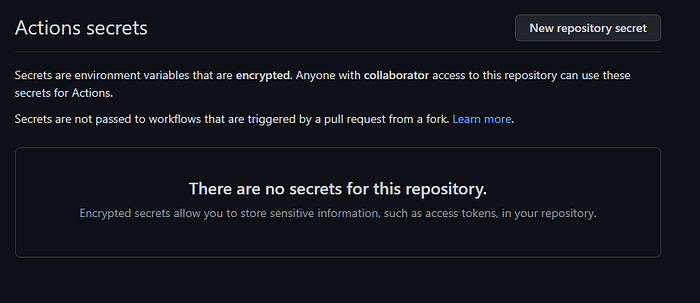 Actions secrets
New repository secret
Secrets are environment variables that are encrypted. Anyone with collaborator access to this repository can use these
secrets for Actions.
Secrets are not passed to workflows that are triggered by a pull request from a fork. Learn more.
There are no secrets for this repository.
Encrypted secrets allow you to store sensitive information, such as access tokens, in your repository.